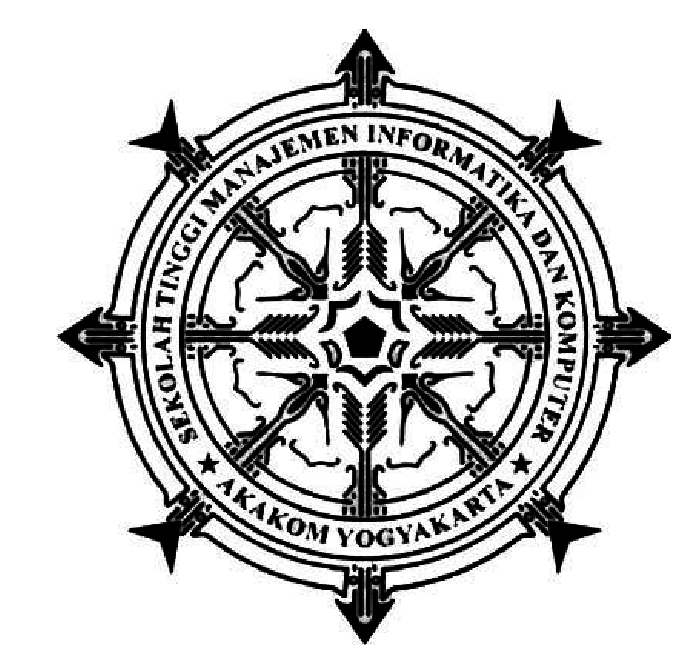 SEKOLAH TINGGI MANAJEMEN INFORMATIKA DAN KOMPUTER
AKAKOM YOGYAKARTA